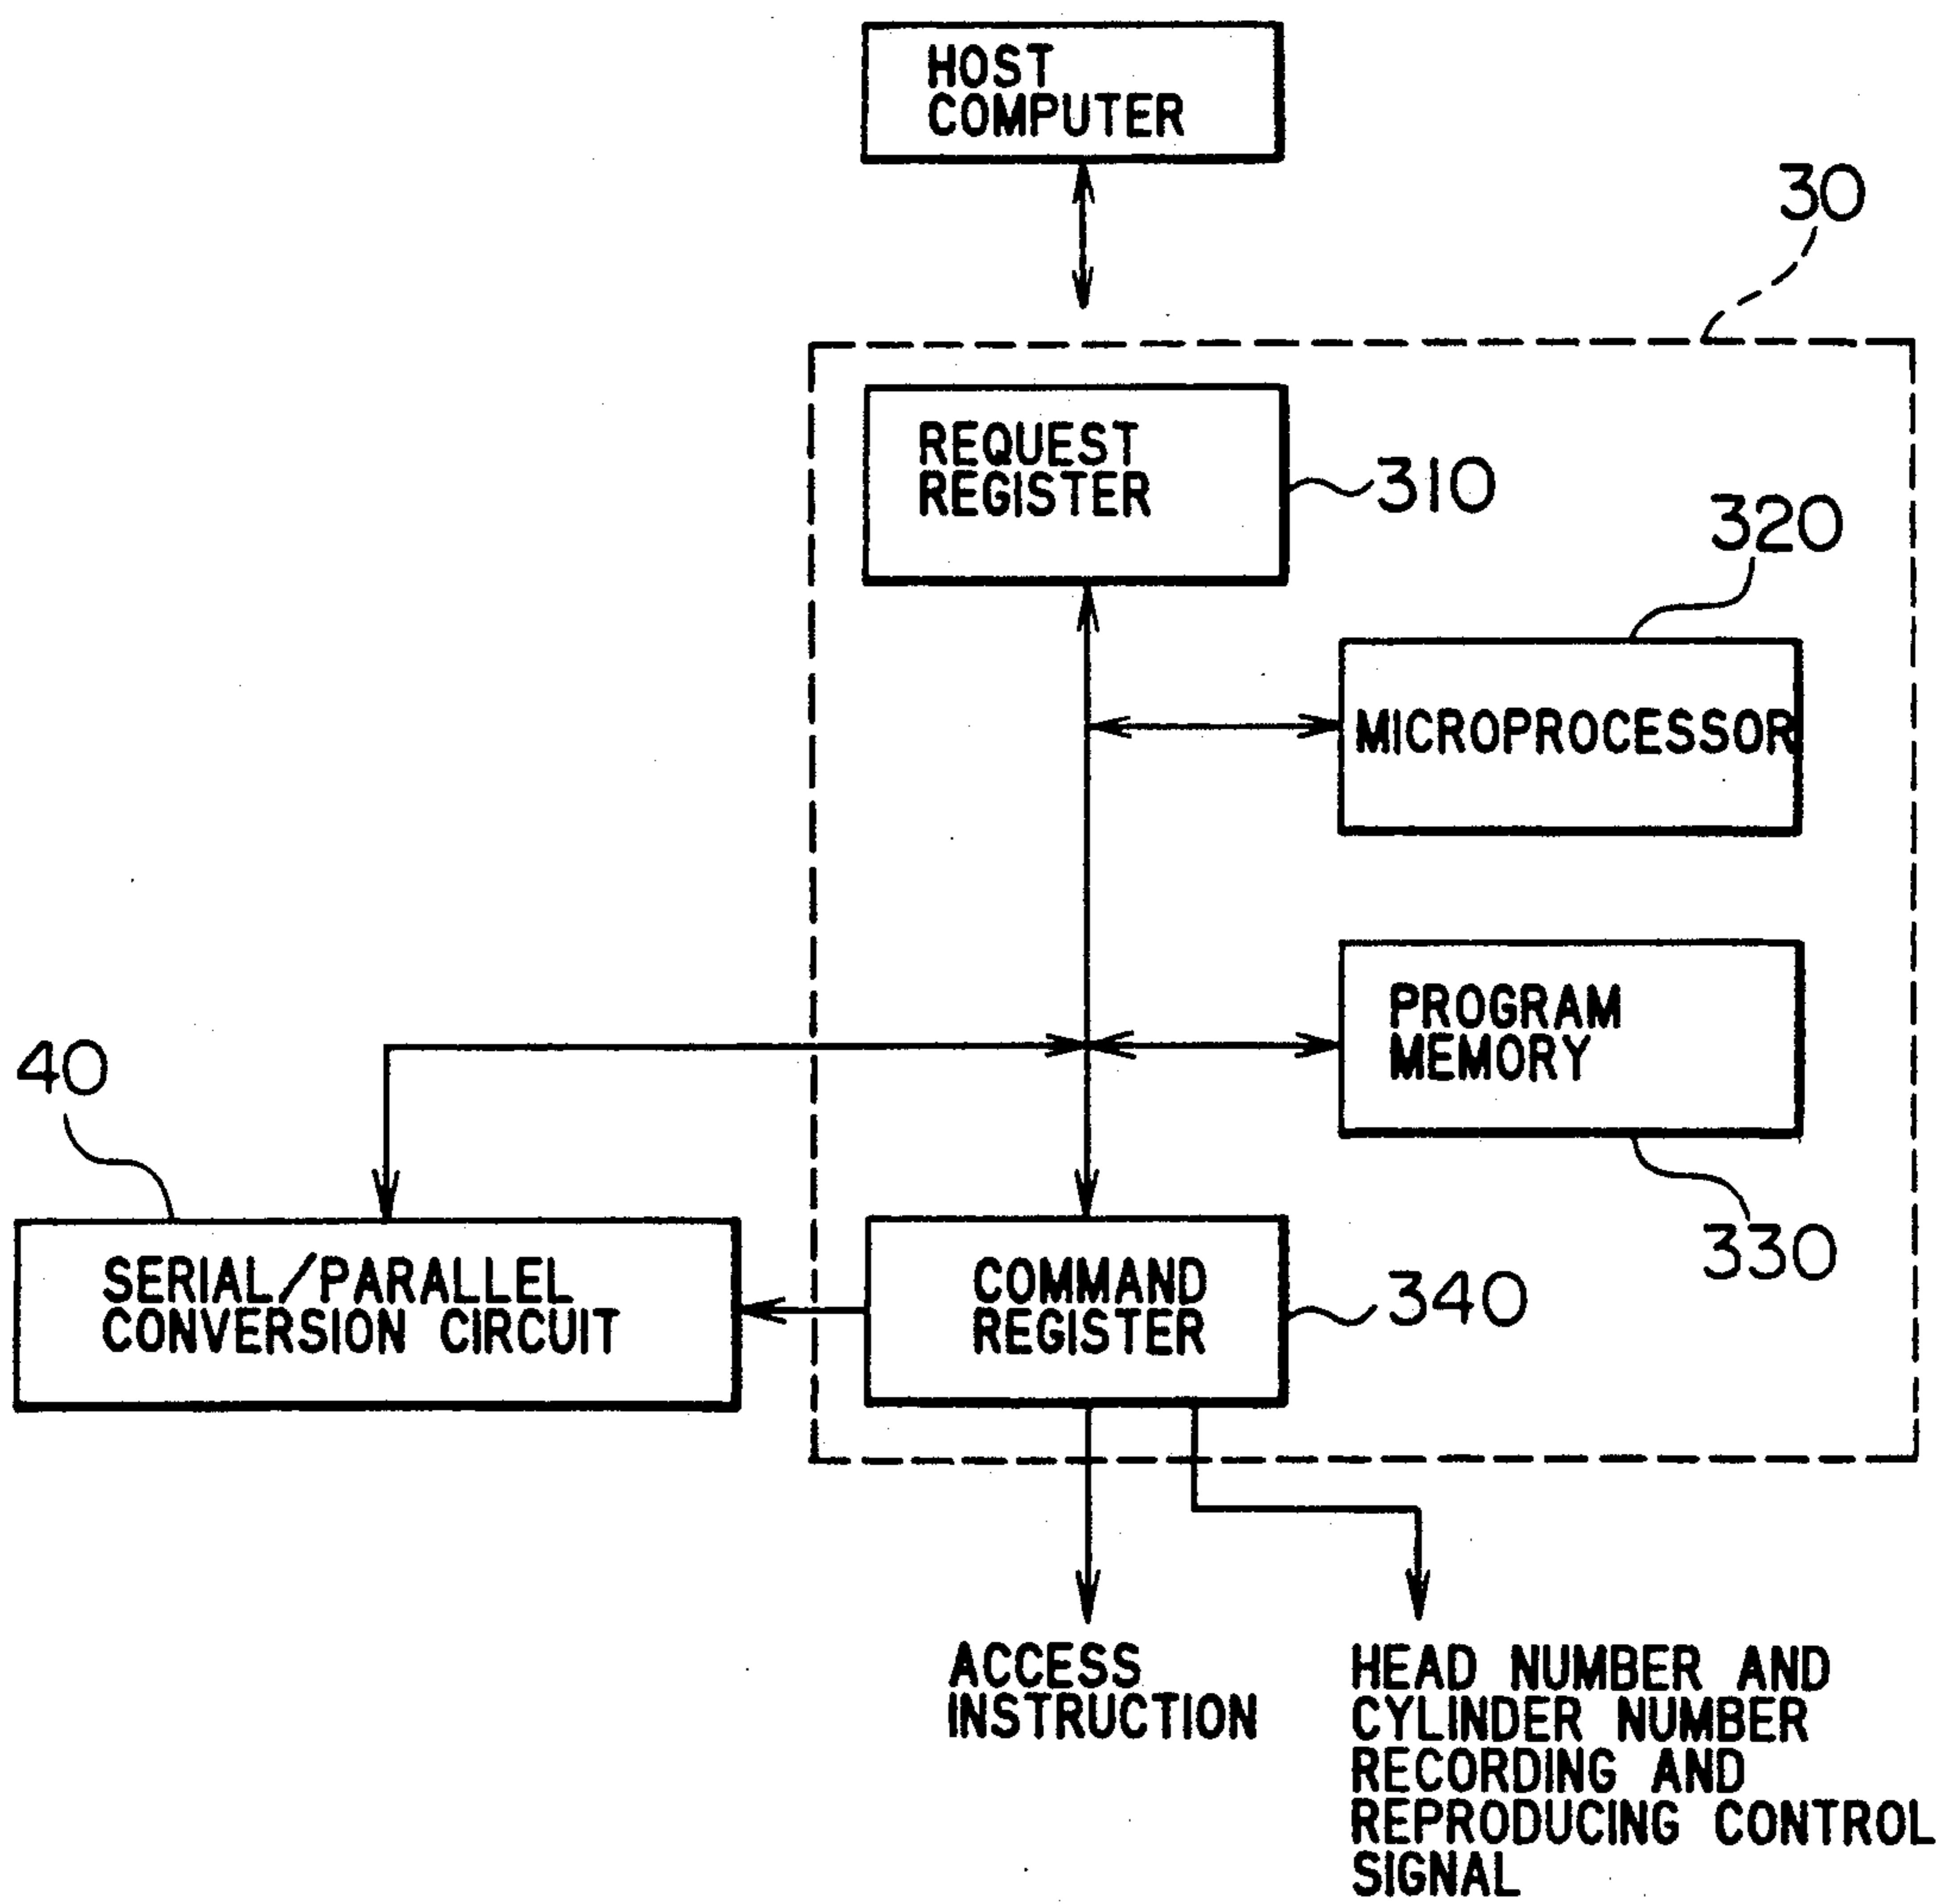 HOST
COMPUTER
30
REQUEST
REGISTER
310
320
MICROPROCESSOR
PROGRAM
MEMORY
40
330
SERIAL/PARALLEL
CONVERSION CIRCUIT
COMMAND
REGISTER
340
ACCESS
INSTRUCTION
HEAD NUMBER AND
CYLINDER NUMBER
RECORDING AND
REPRODUCING CONTROL
SIGNAL